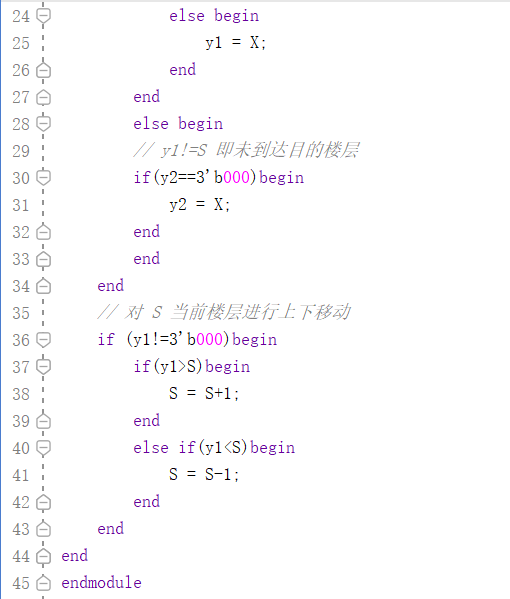 24 else begin
25 y1 = X;
26 end
27 end
28 else begin
29 // y1!=S 即未到达目的楼层
30 if(y2==3'b000)begin
31 y2 = X;
32 end
33 end
34 end
35 // 对 S 当前楼层进行上下移动
36 if (y1!=3'b000)begin
37 if(y1>S)begin
38 S = S+1;
39 end
40 else if(y1<S)begin
41 S = S-1;
42 end
43 end
44 end
45 endmodule